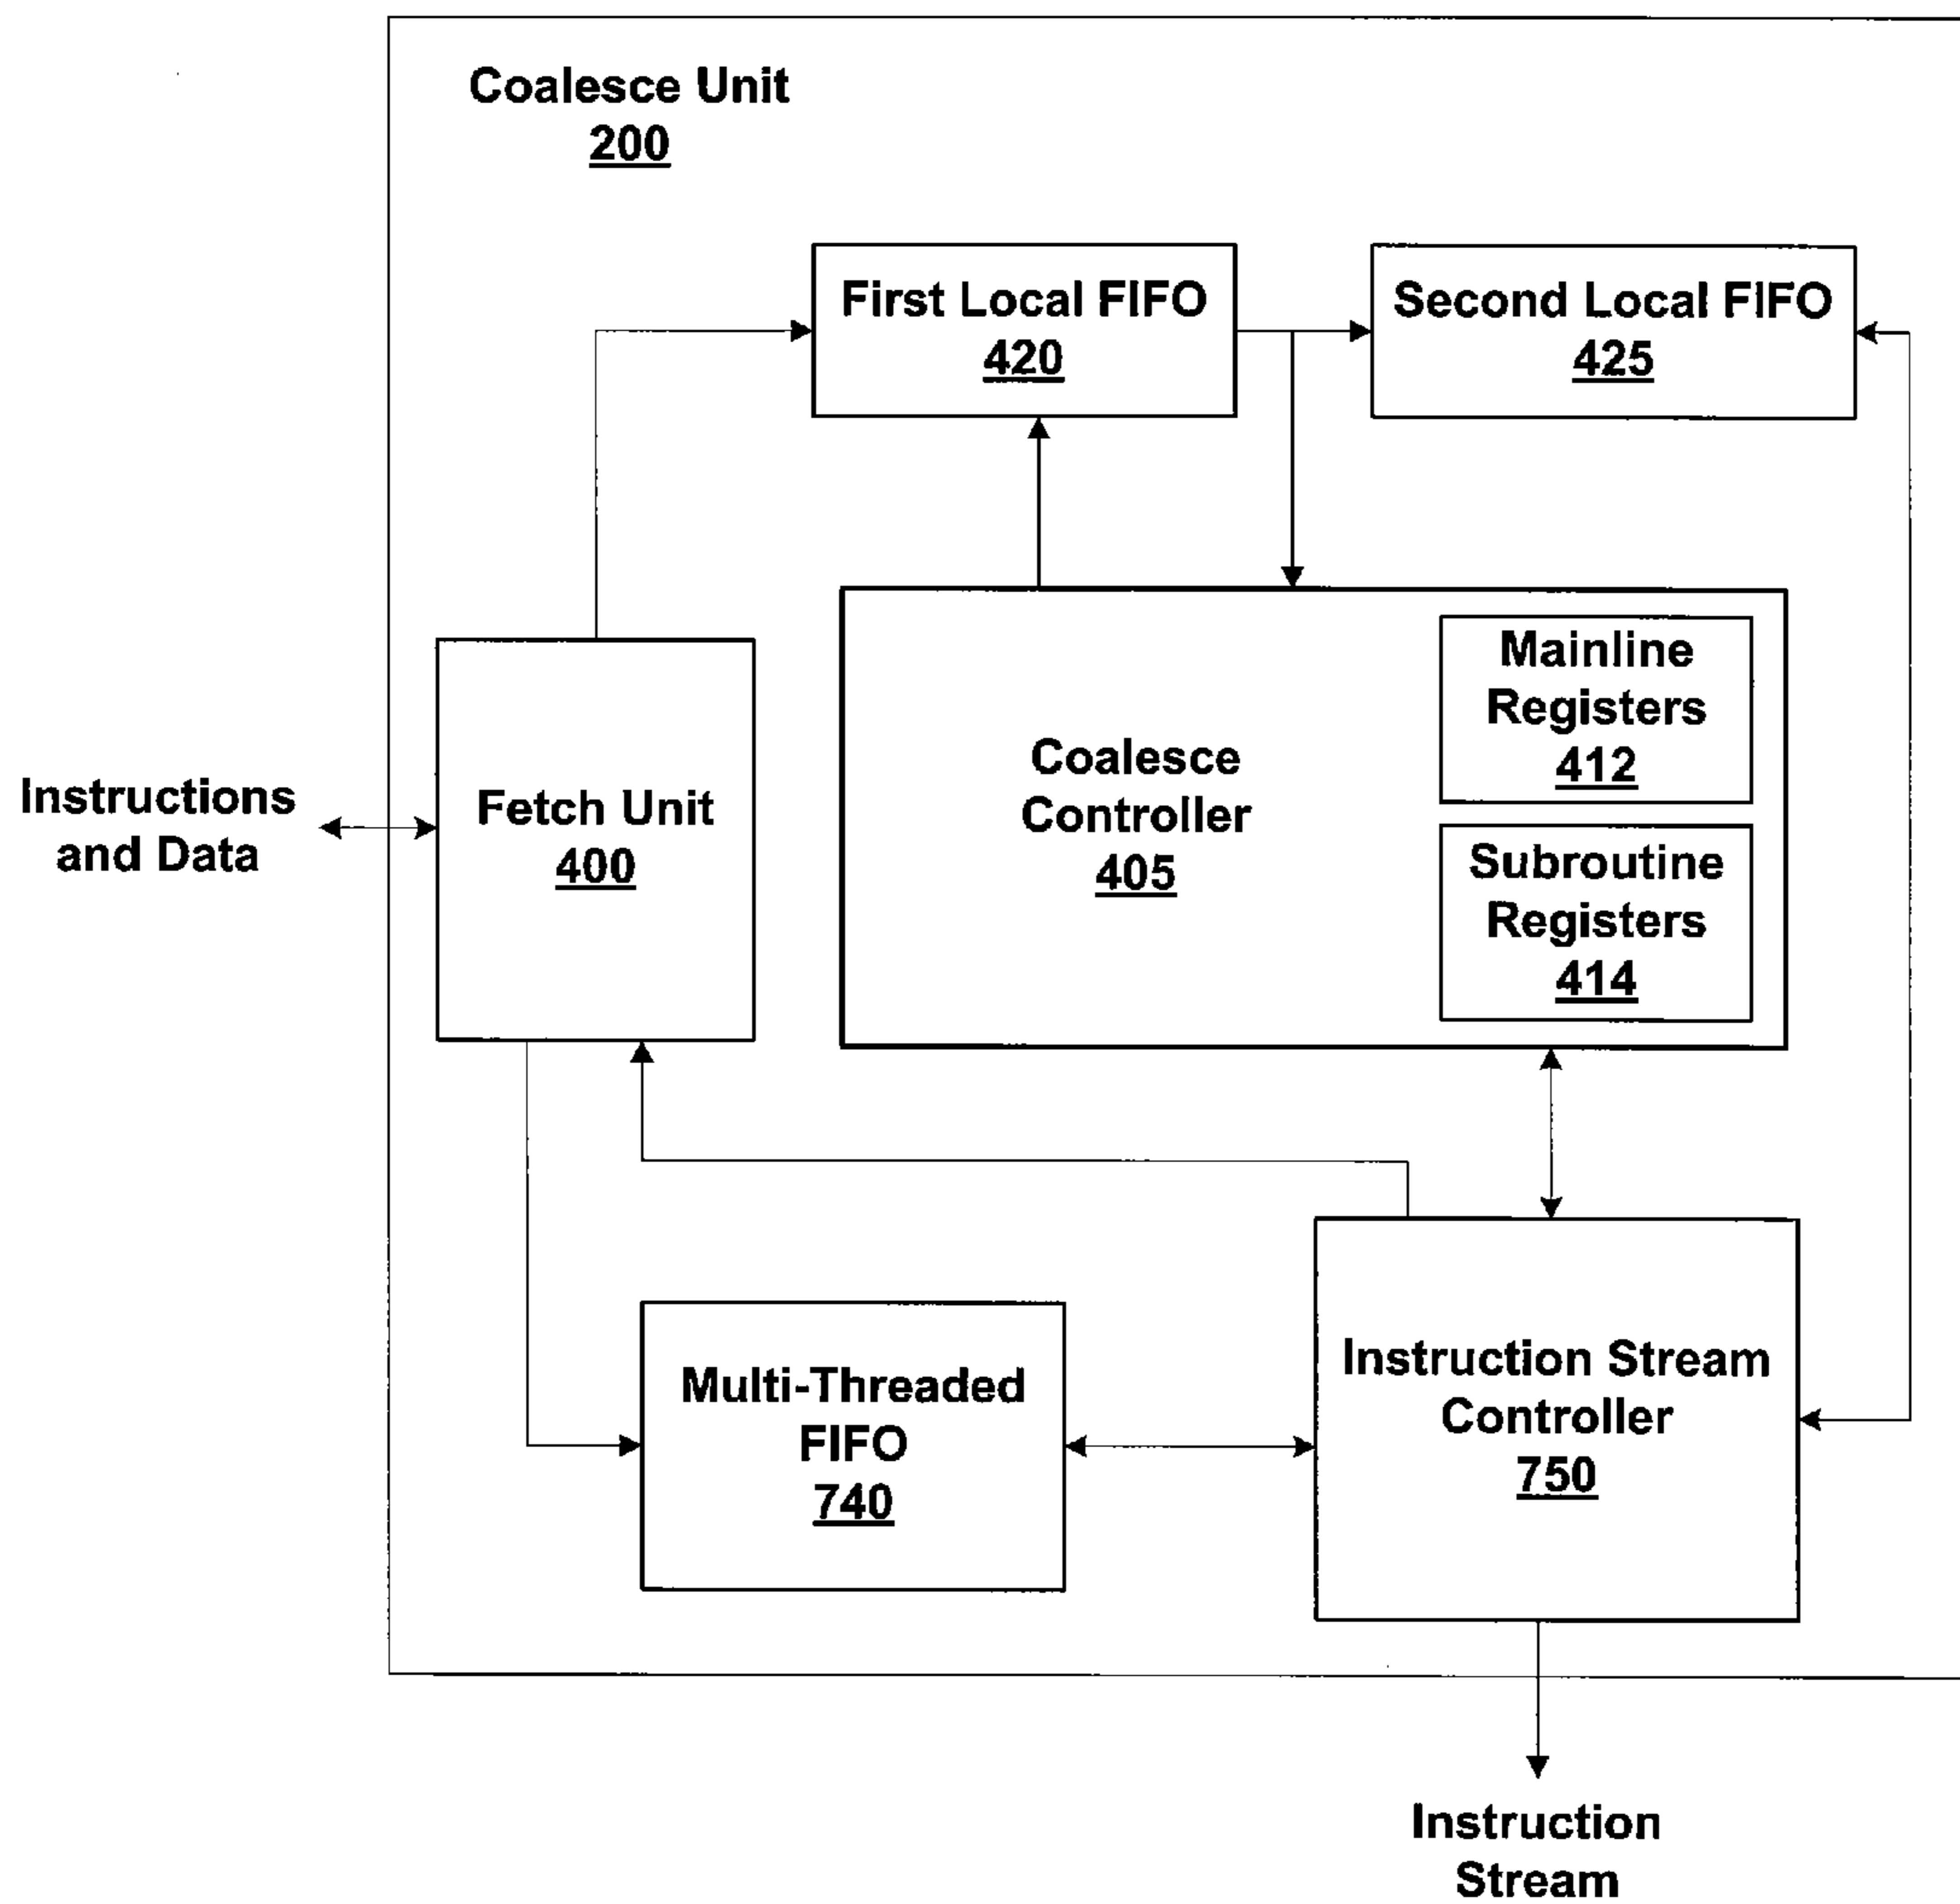 Coalesce Unit
200
First Local FIFO
420
Second Local FIFO
425
Mainline
Registers
412
Coalesce
Controller
405
Subroutine
Registers
414
Instructions
and Data
Fetch Unit
400
Multi-Threaded
FIFO
740
Instruction Stream
Controller
750
Instruction
Stream